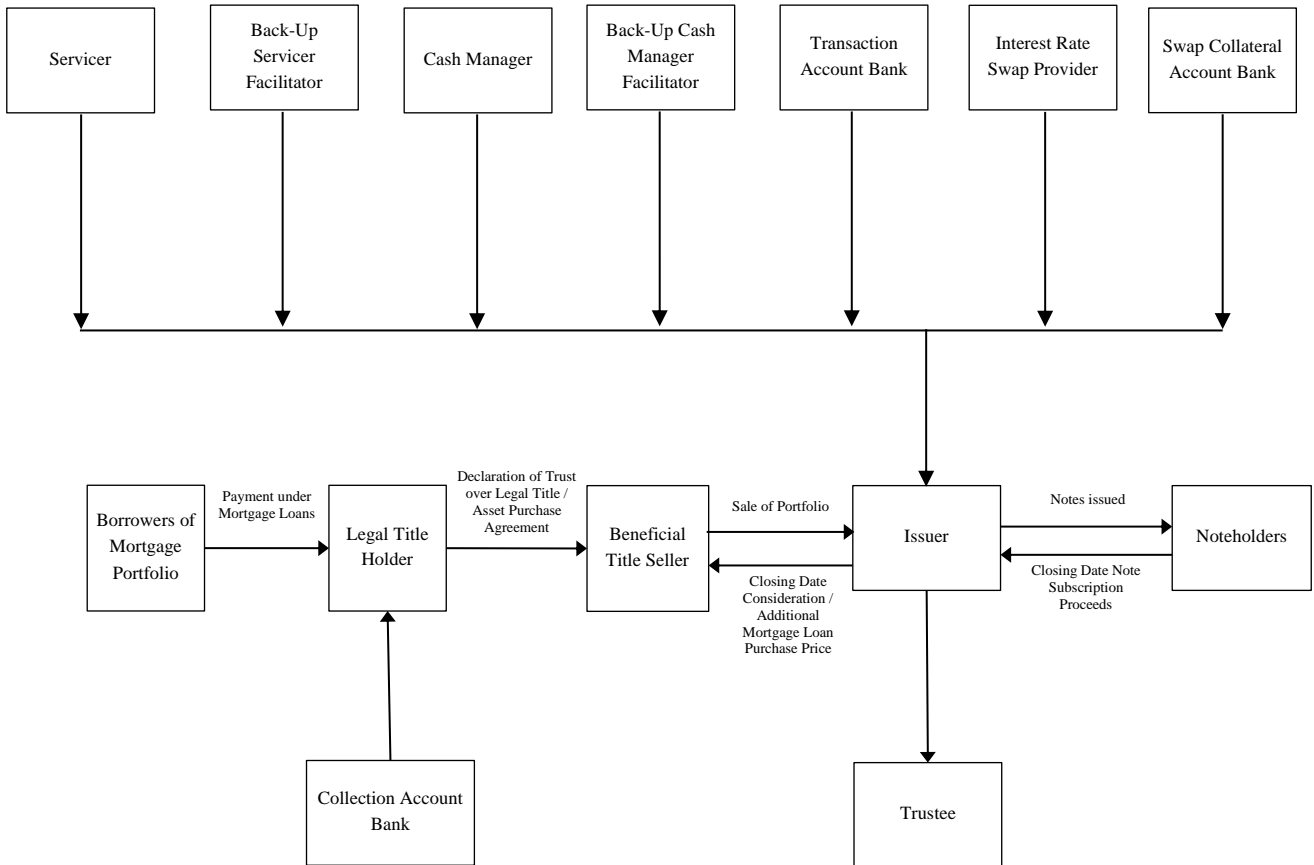 Servicer
Back-Up
Servicer
Facilitator
Cash Manager
Back-Up Cash
Manager
Facilitator
Transaction
Account Bank
Interest Rate
Swap Provider
Swap Collateral
Account Bank
Borrowers of
Mortgage
Portfolio
Payment under
Mortgage Loans
Legal Title
Holder
Declaration of Trust
over Legal Title /
Asset Purchase
Agreement
Beneficial
Title Seller
Sale of Portfolio
Closing Date
Consideration /
Additional
Mortgage Loan
Purchase Price
Issuer
Notes issued
Closing Date Note
Subscription
Proceeds
Noteholders
Collection Account
Bank
Trustee